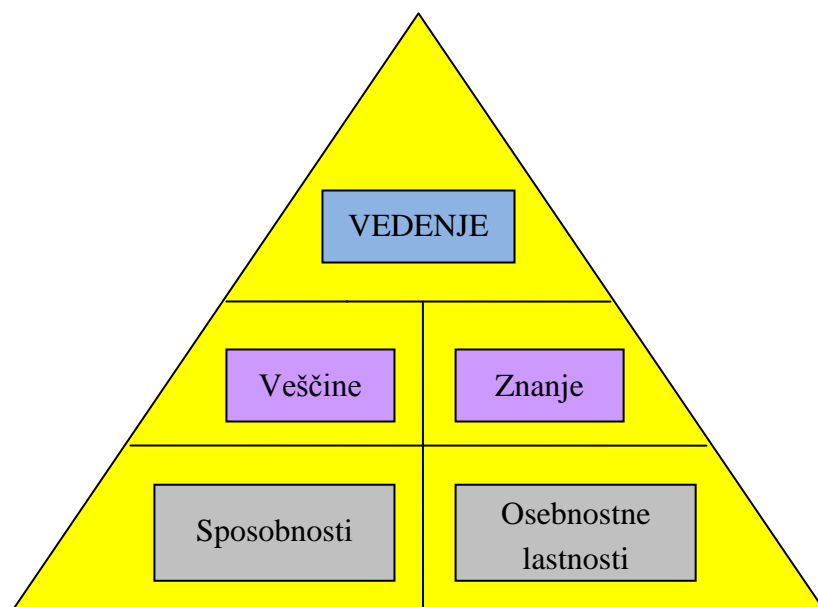 VEDENJE
Veščine
Znanje
Sposobnosti
Osebnostne
lastnosti